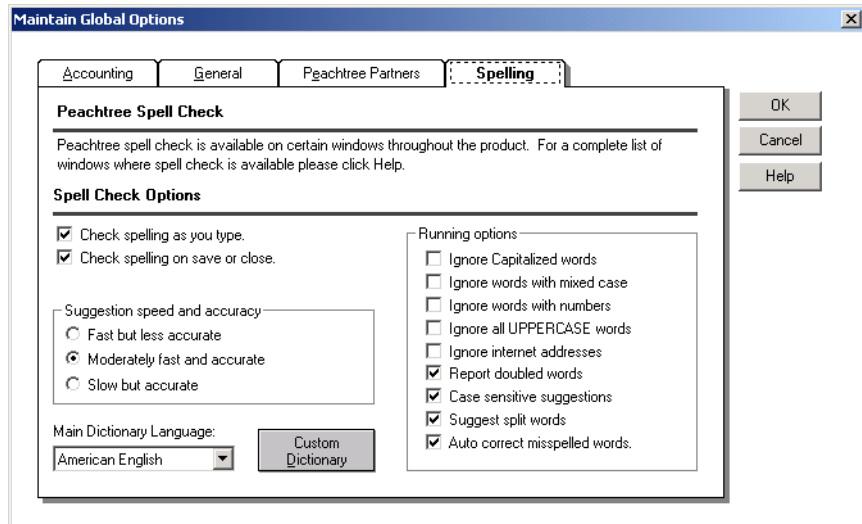 Maintain Global Options
Accounting
General
Peachtree Partners
Spelling
OK
Cancel
Help
Peachtree Spell Check
Peachtree spell check is available on certain windows throughout the product. For a complete list of
windows where spell check is available please click Help.
Spell Check Options
Check spelling as you type.
Check spelling on save or close.
Suggestion speed and accuracy
Fast but less accurate
Moderately fast and accurate
Slow but accurate
Main Dictionary Language:
American English
Custom
Dictionary
Running options
Ignore Capitalized words
Ignore words with mixed case
Ignore words with numbers
Ignore all UPPERCASE words
Ignore internet addresses
Report doubled words
Case sensitive suggestions
Suggest split words
Auto correct misspelled words.